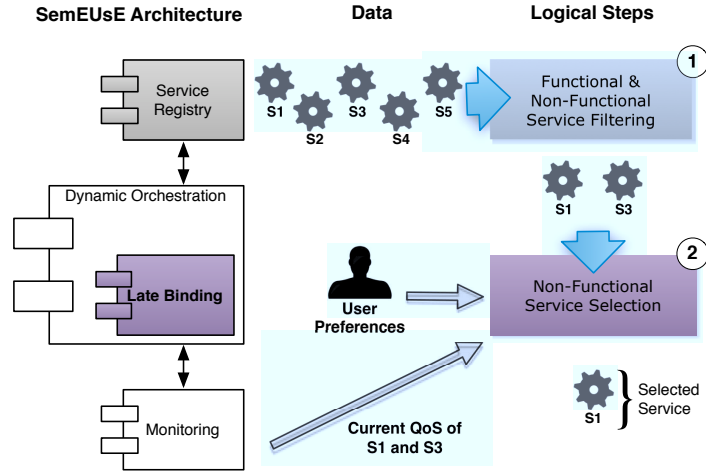 SemEUsE Architecture
Data
Logical Steps
Service
Registry
S1
S2
S3
S4
S5
1
Functional &
Non-Functional
Service Filtering
Dynamic Orchestration
Late Binding
S1
S3
2
User
Preferences
Non-Functional
Service Selection
Monitoring
Current QoS of
S1 and S3
S1
Selected
Service